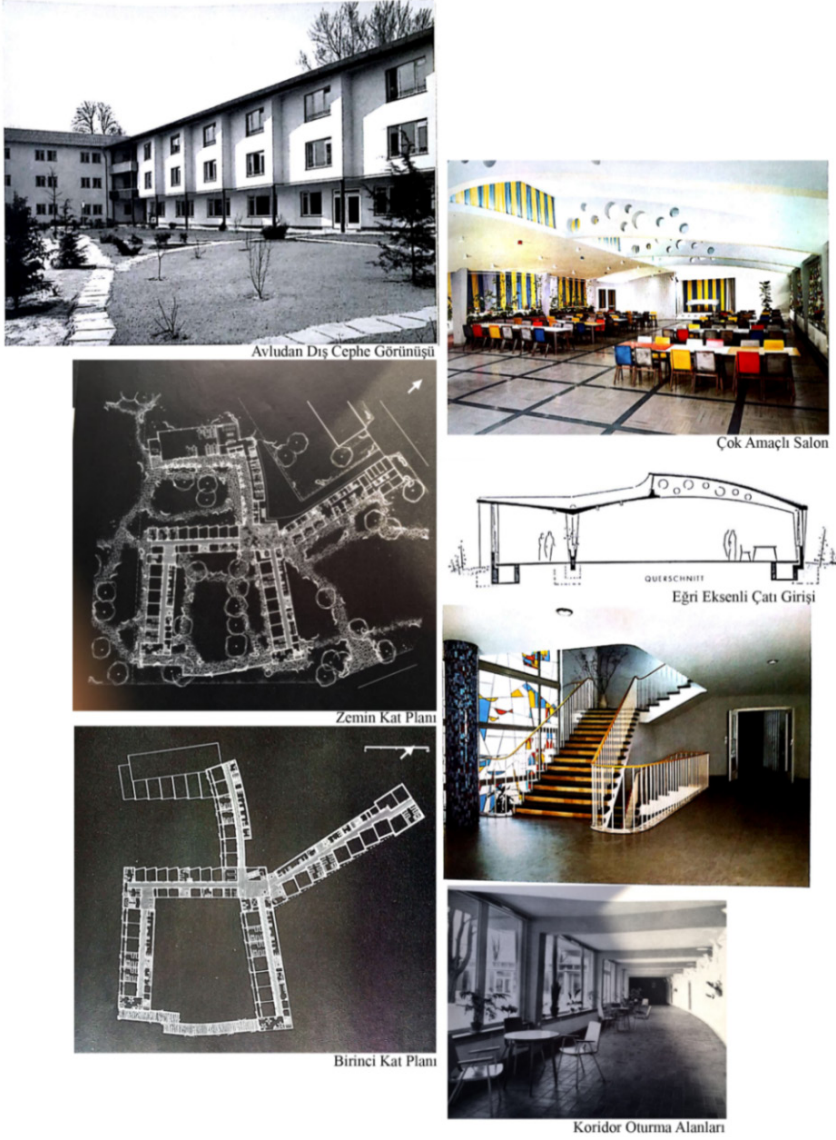 Avludan Dış Cephe Görünüşü
Çok Amaçlı Salon
QUERSCHNITT
Eğri Eksenli Çatı Girişi
Zemin Kat Planı
Birinci Kat Planı
Koridor Oturma Alanları